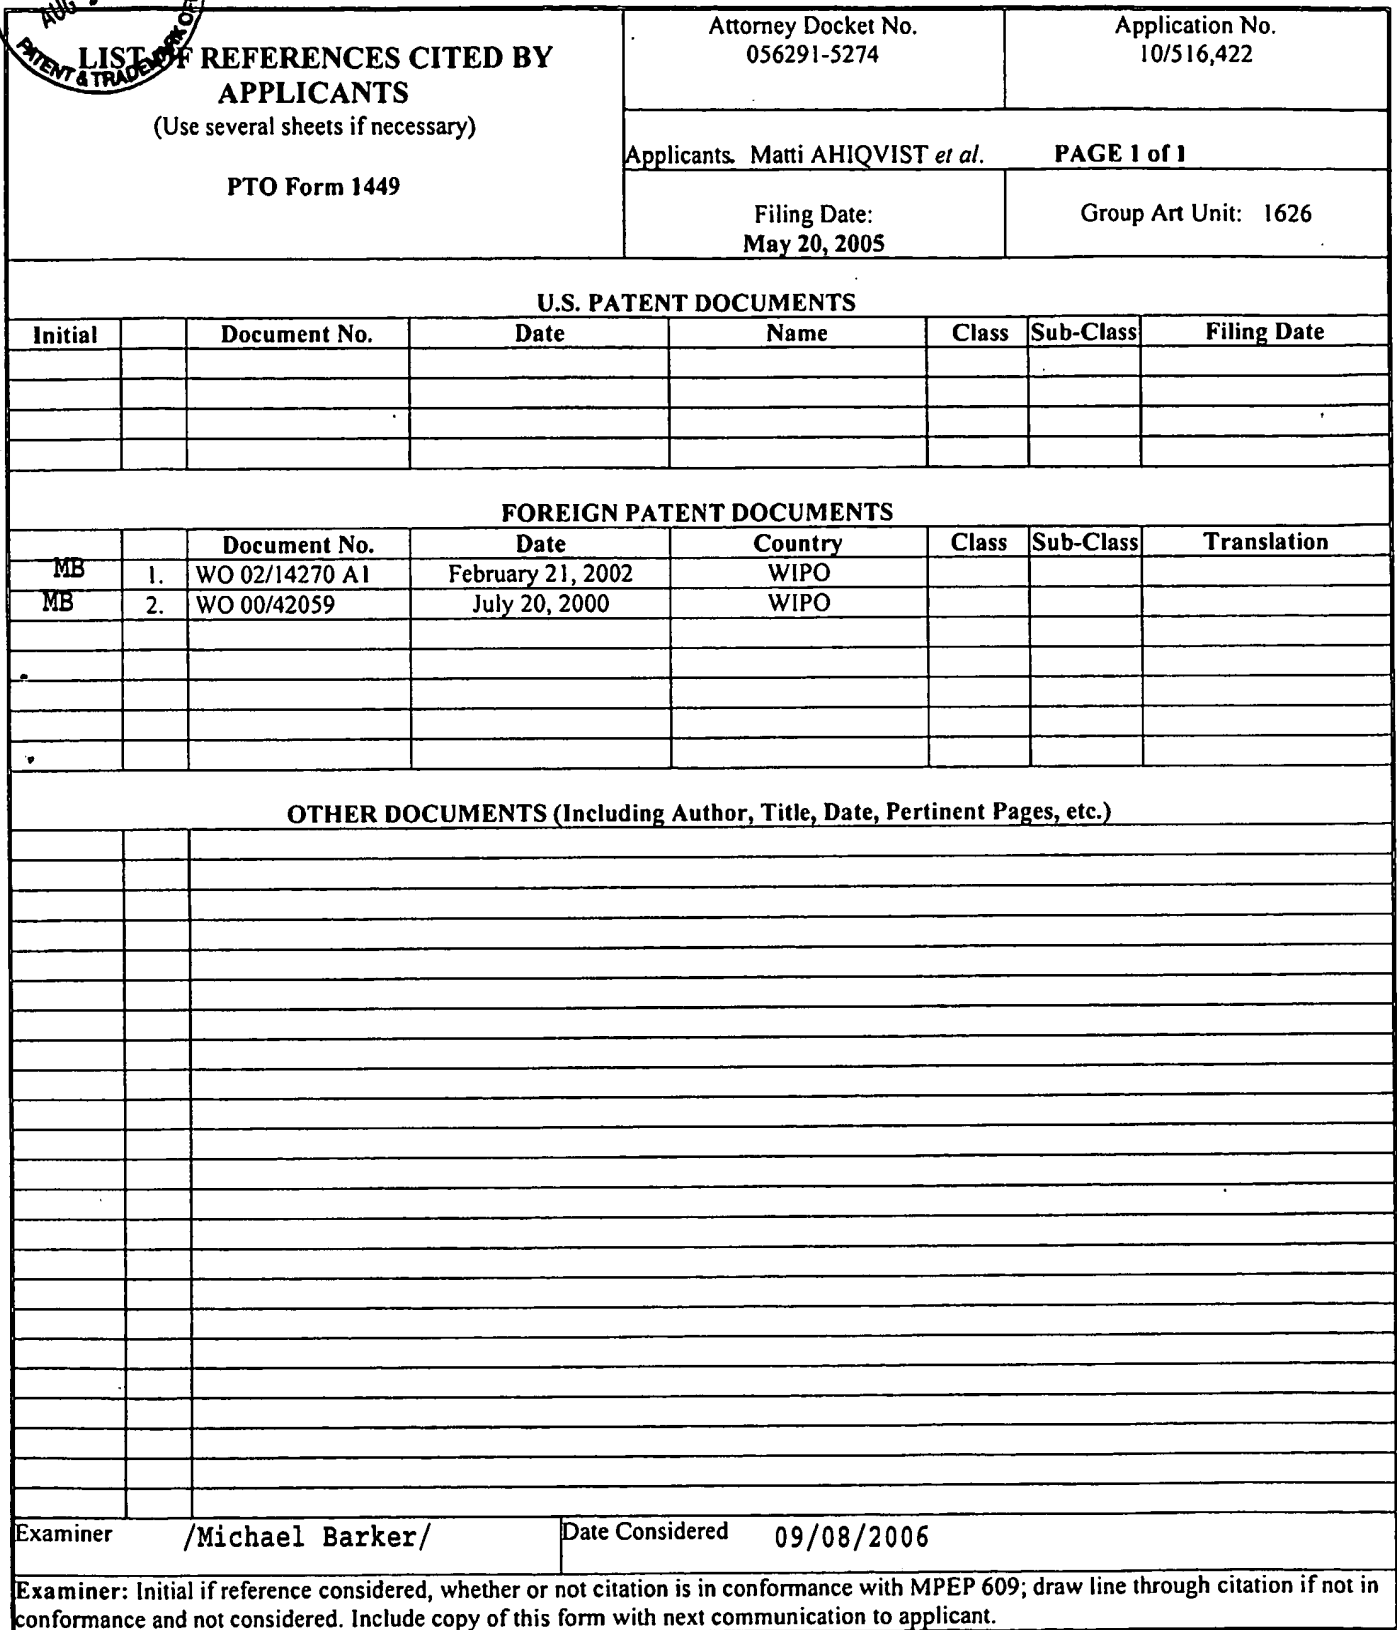 AUG
PATENT & TRADEMARK OF
LIST OF REFERENCES CITED BY
APPLICANTS
(Use several sheets if necessary)
PTO Form 1449
Attorney Docket No.
056291-5274
Application No.
10/516,422
Applicants. Matti AHIQVIST et al. PAGE 1 of 1
Filing Date:
May 20, 2005
Group Art Unit: 1626
U.S. PATENT DOCUMENTS
Initial Document No. Date Name Class Sub-Class Filing Date
FOREIGN PATENT DOCUMENTS
Document No. Date Country Class Sub-Class Translation
MB 1. WO 02/14270 A1 February 21, 2002 WIPO
MB 2. WO 00/42059 July 20, 2000 WIPO
OTHER DOCUMENTS (Including Author, Title, Date, Pertinent Pages, etc.)
Examiner /Michael Barker/ Date Considered 09/08/2006
Examiner: Initial if reference considered, whether or not citation is in conformance with MPEP 609; draw line through citation if not in
conformance and not considered. Include copy of this form with next communication to applicant.